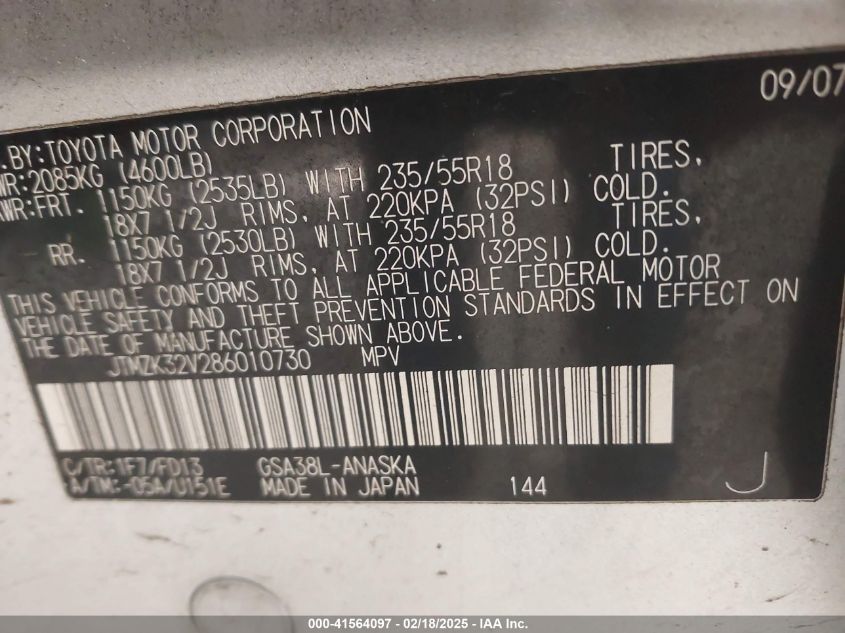 09/07
.BY:TOYOTA MOTOR CORPORATION
WR:2085KG (4600LB)
WR:FRT. 1150KG (2535LB) WITH 235/55R18 TIRES,
18X7 1/2J RIMS, AT 220KPA (32PSI) COLD.
RR. 1150KG (2530LB) WITH 235/55R18 TIRES,
18X7 1/2J RIMS, AT 220KPA (32PSI) COLD.
THIS VEHICLE CONFORMS TO ALL APPLICABLE FEDERAL MOTOR
VEHICLE SAFETY AND THEFT PREVENTION STANDARDS IN EFFECT ON
THE DATE OF MANUFACTURE SHOWN ABOVE.
JTMZK32V286010730 MPV
C/TR:1F7/FD13 GSA38L-ANASKA
A/TM:-05A/U151E MADE IN JAPAN 144 J
000-41564097 - 02/18/2025 - IAA Inc.